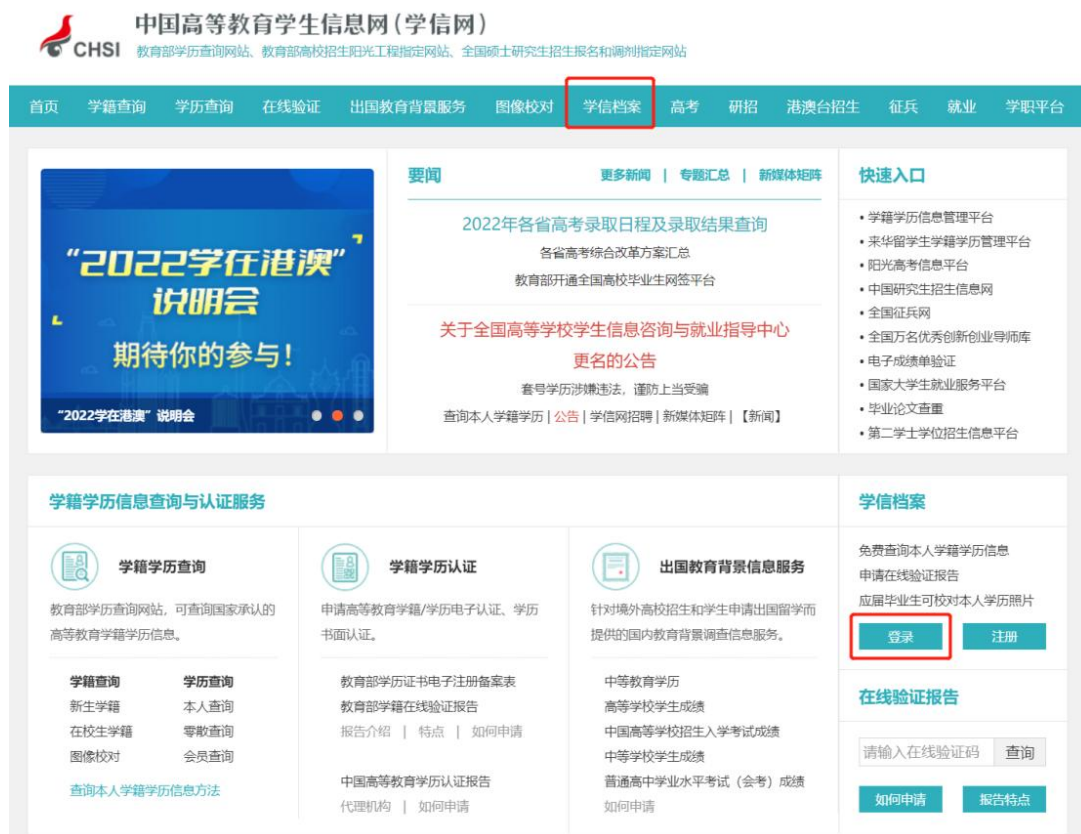 中国高等教育学生信息网(学信网)
CHSI 教育部学历查询网站、教育部高校招生阳光工程指定网站、全国硕士研究生招生报名和调剂指定网站
首页 学籍查询 学历查询 在线验证 出国教育背景服务 图像校对 学信档案 高考 研招 港澳台招生 征兵 就业 学职平台
“2022学在港澳”
说明会
期待你的参与!
“2022学在港澳”说明会
要闻 更多新闻 | 专题汇总 | 新媒体矩阵
2022年各省高考录取日程及录取结果查询
各省高考综合改革方案汇总
教育部开通全国高校毕业生网签平台
关于全国高等学校学生信息咨询与就业指导中心
更名的公告
套号学历涉嫌违法，谨防上当受骗
查询本人学籍学历 | 公告 | 学信网招聘 | 新媒体矩阵 | 【新闻】
快速入口
• 学籍学历信息管理平台
• 来华留学生学籍学历管理平台
• 阳光高考信息平台
• 中国研究生招生信息网
• 全国征兵网
• 全国万名优秀创新创业导师库
• 电子成绩单验证
• 国家大学生就业服务平台
• 毕业论文查重
• 第二学士学位招生信息平台
学籍学历信息查询与认证服务
学籍学历查询
教育部学历查询网站，可查询国家承认的
高等教育学籍学历信息。
学籍查询 学历查询
新生学籍 本人查询
在校生学籍 零散查询
图像校对 会员查询
查询本人学籍学历信息方法
学籍学历认证
申请高等教育学籍/学历电子认证、学历
书面认证。
教育部学历证书电子注册备案表
教育部学籍在线验证报告
报告介绍 | 特点 | 如何申请
中国高等教育学历认证报告
代理机构 | 如何申请
出国教育背景信息服务
针对境外高校招生和学生申请出国留学而
提供的国内教育背景调查信息服务。
中等教育学历
高等学校学生成绩
中国高等学校招生入学考试成绩
中等学校学生成绩
普通高中学业水平考试（会考）成绩
如何申请
学信档案
免费查询本人学籍学历信息
申请在线验证报告
应届毕业生可校对本人学历照片
登录 注册
在线验证报告
请输入在线验证码 查询
如何申请 报告特点